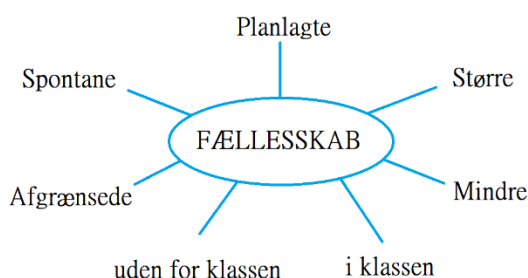 Planlagte
Spontane
Større
FÆLLESSKAB
Afgrænsede
Mindre
uden for klassen
i klassen